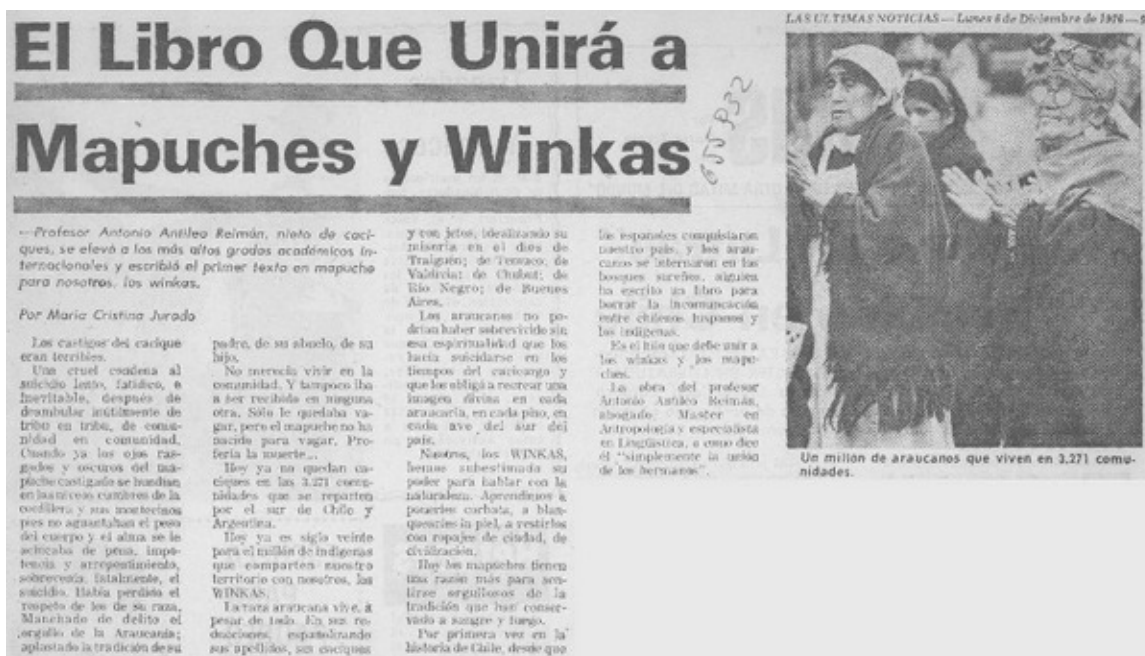 LAS ULTIMAS NOTICIAS — Lunes 6 de Diciembre de 1976 —
El Libro Que Unirá a
Mapuches y Winkas
655932
—Profesor Antonio Antileo Reimán, nieto de caci-
ques, se elevó a los más altos grados académicos in-
ternacionales y escribió el primer texto en mapuche
para nosotros, los winkas.
Por María Cristina Jurado
Los castigos del cacique
eran terribles.
Una cruel condena al
suicidio lento, fatídico, e
inevitable, después de
deambular inútilmente de
tribu en tribu, de comu-
nidad en comunidad.
Cuando ya los ojos ras-
gados y oscuros del ma-
puche castigado se hundían
en las níveas cumbres de la
cordillera y sus mortecinos
pies no aguantaban el peso
del cuerpo y el alma se le
achicaba de pena, impo-
tencia y arrepentimiento,
sobrevenía, fatalmente, el
suicidio. Había perdido el
respeto de los de su raza.
Manchado de delito el
orgullo de la Araucanía;
aplastado la tradición de su
padre, de su abuelo, de su
hijo.
No merecía vivir en la
comunidad. Y tampoco iba
a ser recibido en ninguna
otra. Sólo le quedaba va-
gar, pero el mapuche no ha
nacido para vagar. Pre-
fería la muerte...
Hoy ya no quedan ca-
ciques en las 3.271 comu-
nidades que se reparten
por el sur de Chile y
Argentina.
Hoy ya es siglo veinte
para el millón de indígenas
que comparten nuestro
territorio con nosotros, los
WINKAS.
La raza araucana vive, a
pesar de todo. En sus re-
ducciones, españolizando
sus apellidos, sin caciques
y con jefes, idealizando su
miseria en el dios de
Traiguén; de Temuco, de
Valdivia; de Chubut; de
Río Negro; de Buenos
Aires.
Los araucanos no po-
drían haber sobrevivido sin
esa espiritualidad que los
hacía suicidarse en los
tiempos del cacicazgo y
que los obligó a recrear una
imagen divina en cada
araucaria, en cada pino, en
cada ave del sur del
país.
Nosotros, los WINKAS,
hemos subestimado su
poder para hablar con la
naturaleza. Aprendimos a
ponerles corbata, a blan-
quearles la piel, a vestirlos
con ropajes de ciudad, de
civilización.
Hoy los mapuches tienen
una razón más para sen-
tirse orgullosos de la
tradición que han conser-
vado a sangre y fuego.
Por primera vez en la
historia de Chile, desde que
los españoles conquistaron
nuestro país, y los arau-
canos se internaron en los
bosques sureños, alguien
ha escrito un libro para
borrar la incomunicación
entre chilenos hispanos y
los indígenas.
Es el hilo que debe unir a
los winkas y los mapu-
ches.
La obra del profesor
Antonio Antileo Reimán,
abogado, Master en
Antropología y especialista
en Lingüística, o como dice
él "simplemente la unión
de los hermanos".
Un millón de araucanos que viven en 3.271 comu-
nidades.